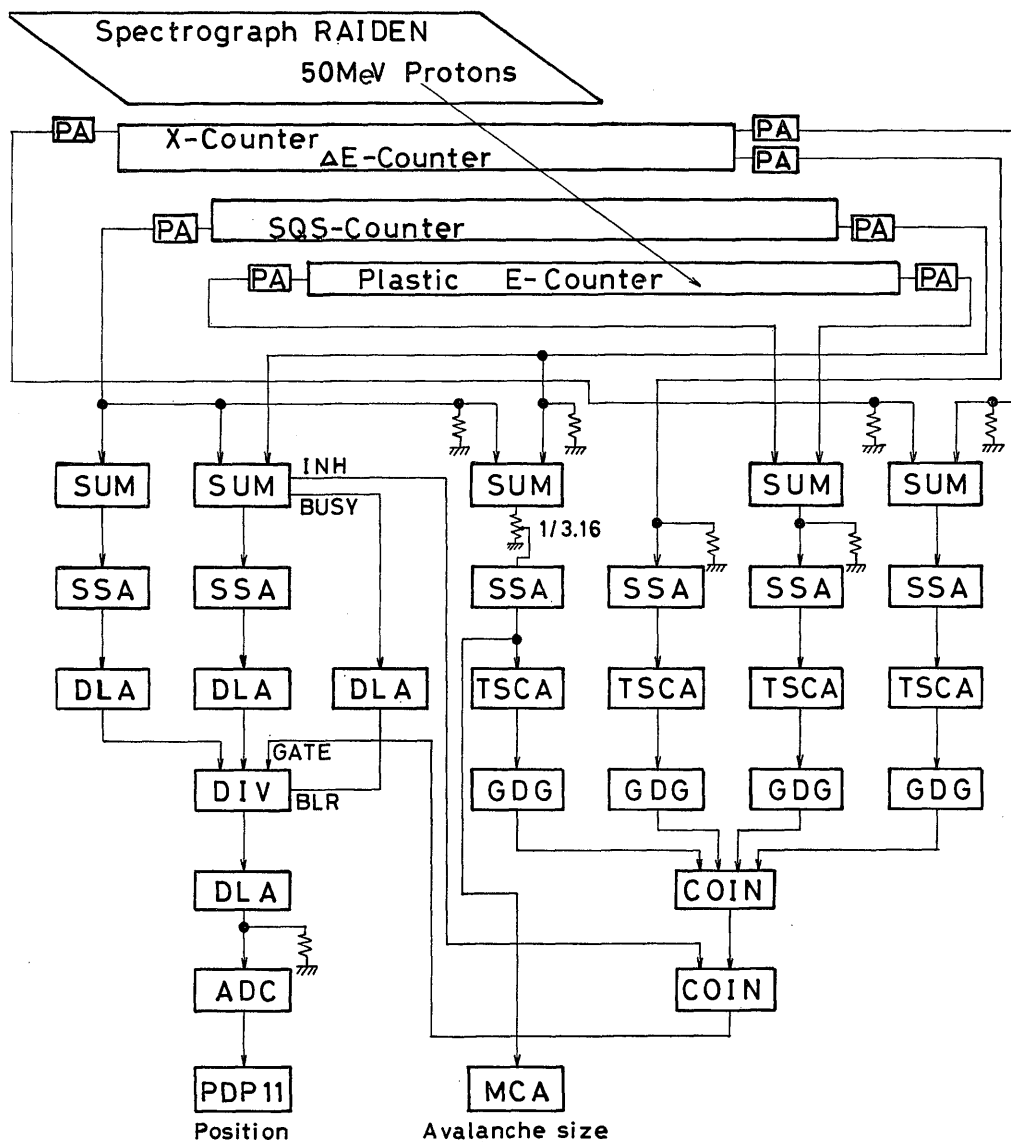 Spectrograph RAIDEN
50MeV Protons
PA
X-Counter
ΔE-Counter
PA
PA
PA
SQS-Counter
PA
PA
Plastic E-Counter
PA
SUM
SUM
INH
BUSY
SUM
SUM
SUM
1/3.16
SSA
SSA
SSA
SSA
SSA
SSA
DLA
DLA
DLA
TSCA
TSCA
TSCA
TSCA
GATE
DIV
BLR
GDG
GDG
GDG
GDG
DLA
COIN
ADC
COIN
PDP11
MCA
Position
Avalanche size